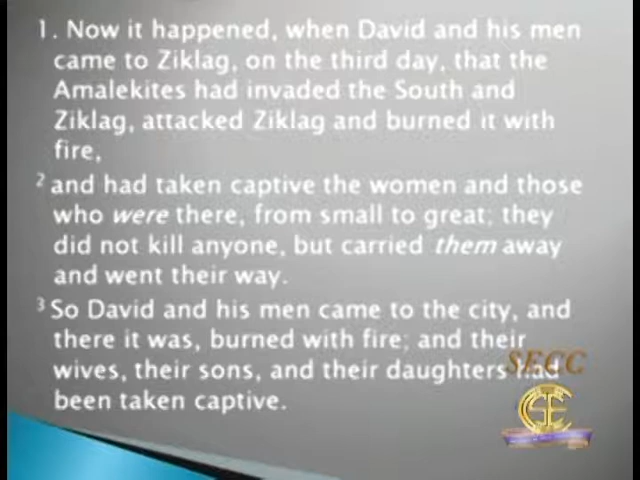 1. Now it happened, when David and his men
came to Ziklag, on the third day, that the
Amalekites had invaded the South and
Ziklag, attacked Ziklag and burned it with
fire,
2 and had taken captive the women and those
who were there, from small to great; they
did not kill anyone, but carried them away
and went their way.
3 So David and his men came to the city, and
there it was, burned with fire; and their
wives, their sons, and their daughters had
been taken captive.
SECC